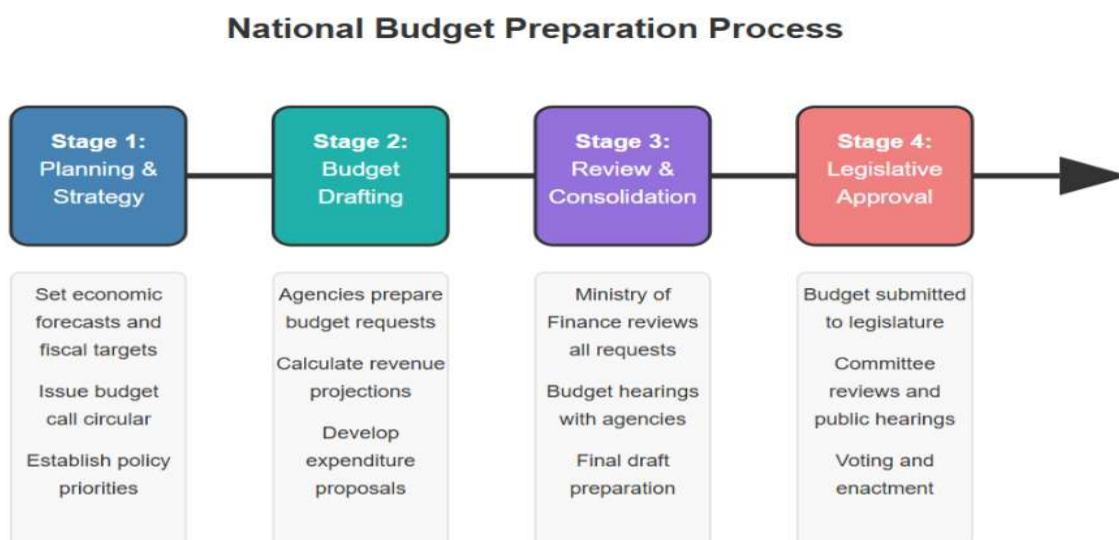 National Budget Preparation Process
Stage 1:
Planning &
Strategy
Stage 2:
Budget
Drafting
Stage 3:
Review &
Consolidation
Stage 4:
Legislative
Approval
Set economic
forecasts and
fiscal targets
Issue budget
call circular
Establish policy
priorities
Agencies prepare
budget requests
Calculate revenue
projections
Develop
expenditure
proposals
Ministry of
Finance reviews
all requests
Budget hearings
with agencies
Final draft
preparation
Budget submitted
to legislature
Committee
reviews and
public hearings
Voting and
enactment